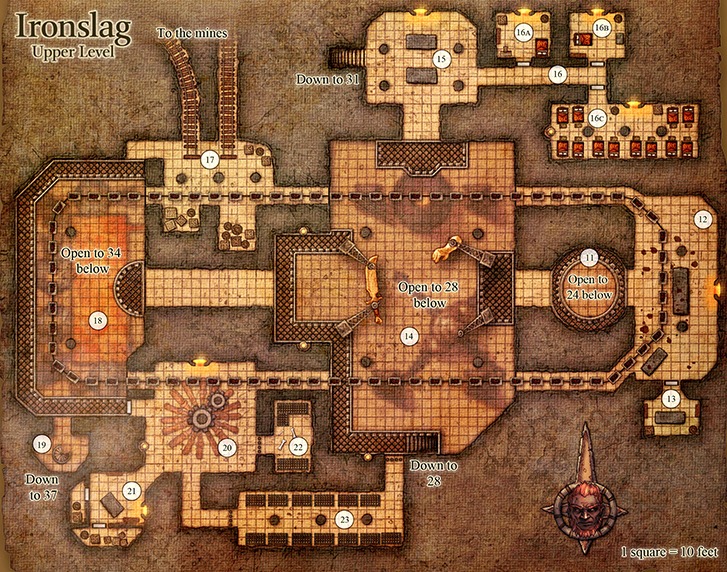 Ironslag
Upper Level
To the mines
16A
16B
15
Down to 31
16
16C
17
12
Open to 34
below
11
Open to
24 below
Open to 28
below
18
14
13
19
20
22
Down
to 37
Down to
28
21
23
1 square = 10 feet